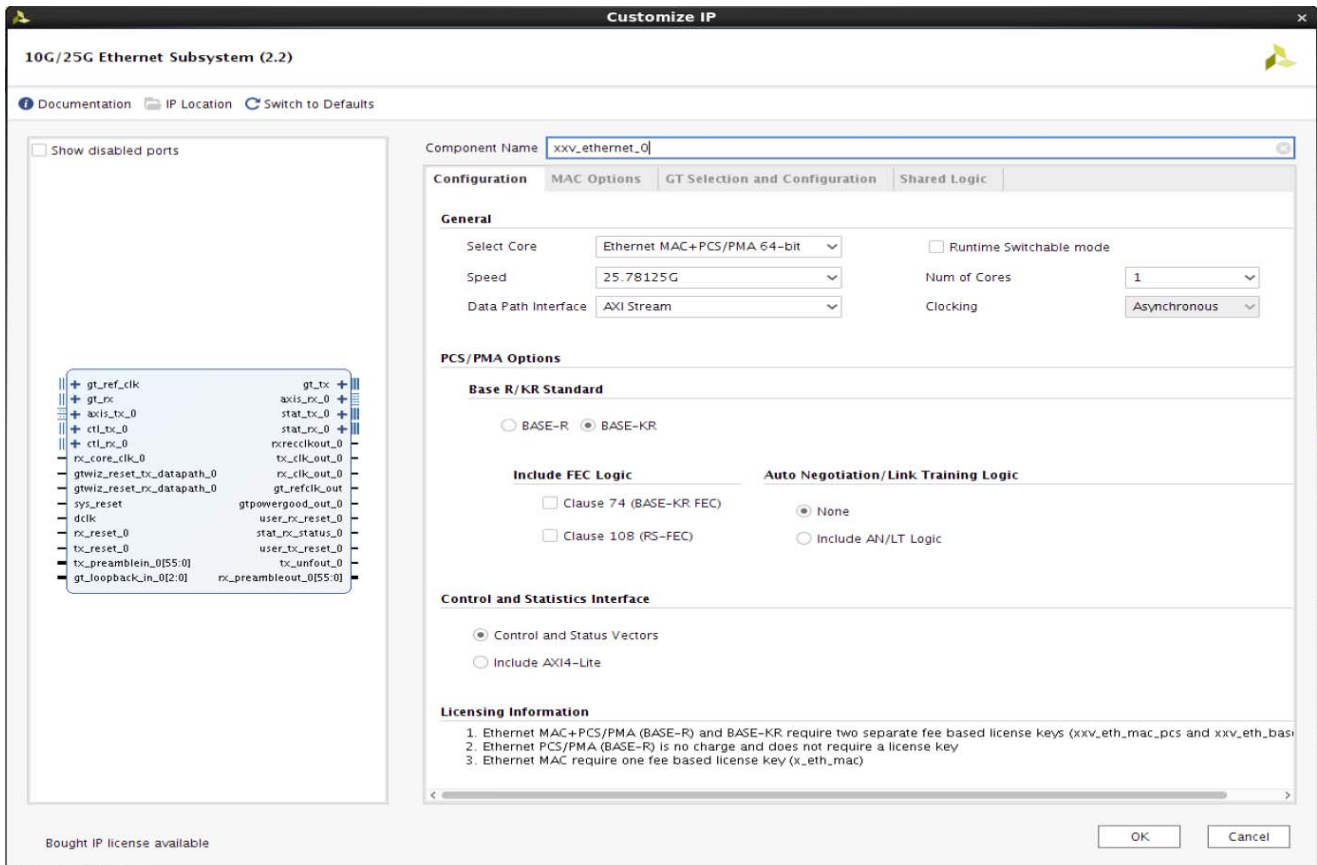 Customize IP
10G/25G Ethernet Subsystem (2.2)
Documentation IP Location Switch to Defaults
Show disabled ports
gt_ref_clk gt_tx
gt_rx axis_rx_0
axis_tx_0 stat_tx_0
ctl_tx_0 stat_rx_0
ctl_rx_0 rxrecclkout_0
rx_core_clk_0 tx_clk_out_0
gtwiz_reset_tx_datapath_0 rx_clk_out_0
gtwiz_reset_rx_datapath_0 gt_refclk_out
sys_reset gtpowergood_out_0
dclk user_rx_reset_0
rx_reset_0 stat_rx_status_0
tx_reset_0 user_tx_reset_0
tx_preamblein_0[55:0] tx_unfout_0
gt_loopback_in_0[2:0] rx_preambleout_0[55:0]
Component Name xxv_ethernet_0
Configuration MAC Options GT Selection and Configuration Shared Logic
General
Select Core Ethernet MAC+PCS/PMA 64-bit Runtime Switchable mode
Speed 25.78125G Num of Cores 1
Data Path Interface AXI Stream Clocking Asynchronous
PCS/PMA Options
Base R/KR Standard
BASE-R BASE-KR
Include FEC Logic Auto Negotiation/Link Training Logic
Clause 74 (BASE-KR FEC) None
Clause 108 (RS-FEC) Include AN/LT Logic
Control and Statistics Interface
Control and Status Vectors
Include AXI4-Lite
Licensing Information
1. Ethernet MAC+PCS/PMA (BASE-R) and BASE-KR require two separate fee based license keys (xxv_eth_mac_pcs and xxv_eth_bas
2. Ethernet PCS/PMA (BASE-R) is no charge and does not require a license key
3. Ethernet MAC require one fee based license key (x_eth_mac)
Bought IP license available OK Cancel